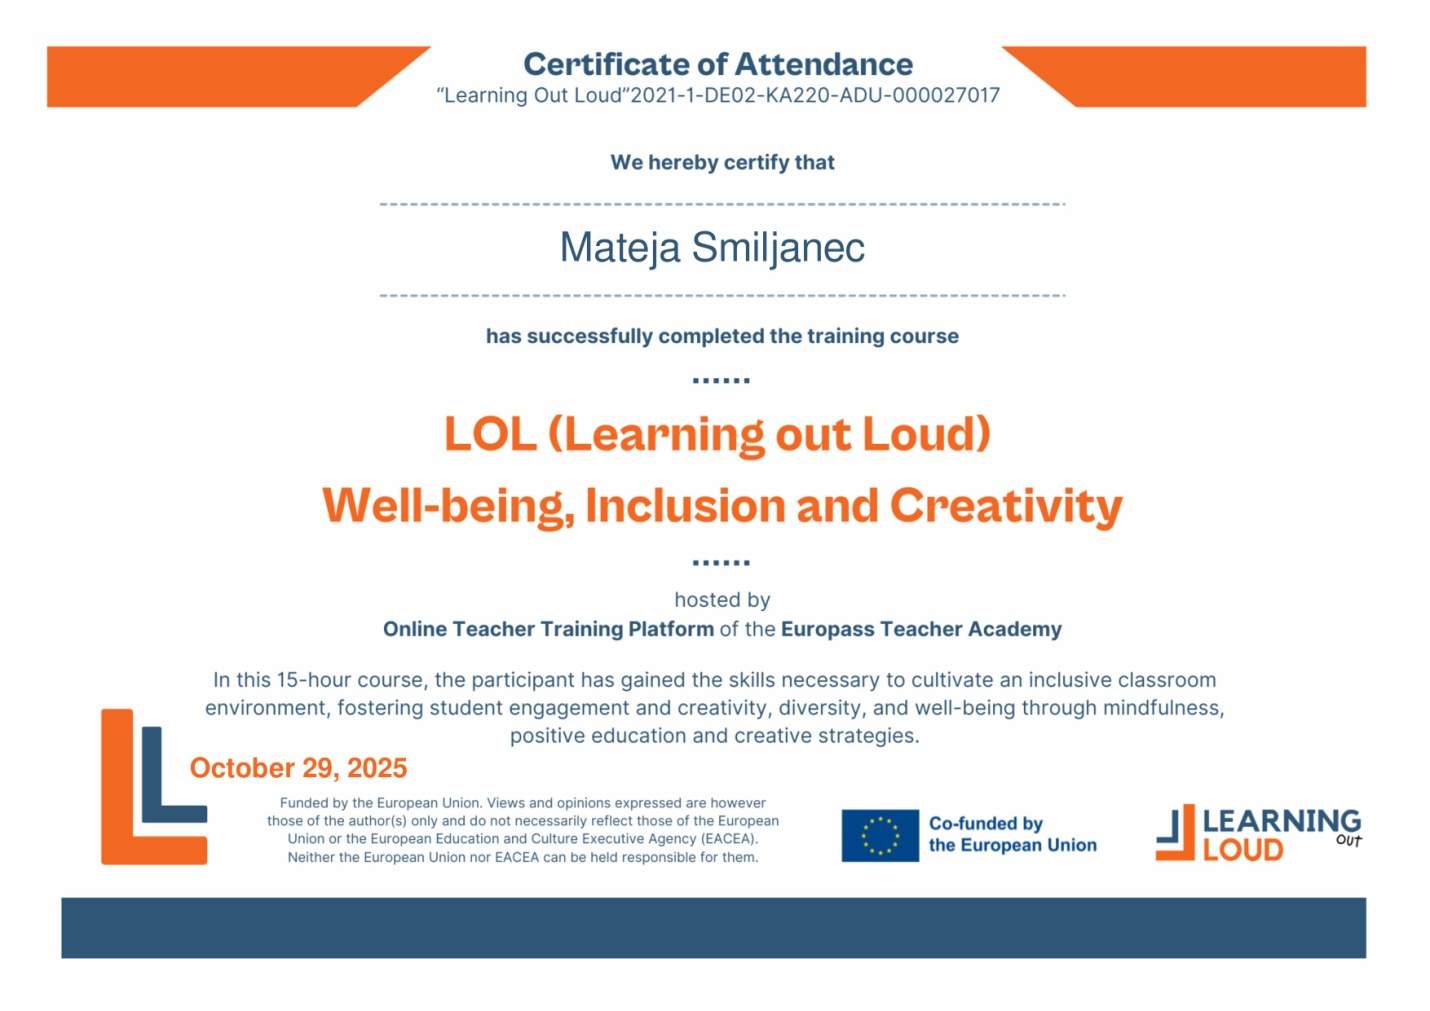 Certificate of Attendance
“Learning Out Loud”2021-1-DE02-KA220-ADU-000027017
We hereby certify that
Mateja Smiljanec
has successfully completed the training course
LOL (Learning out Loud)
Well-being, Inclusion and Creativity
hosted by
Online Teacher Training Platform of the Europass Teacher Academy
In this 15-hour course, the participant has gained the skills necessary to cultivate an inclusive classroom
environment, fostering student engagement and creativity, diversity, and well-being through mindfulness,
positive education and creative strategies.
October 29, 2025
Funded by the European Union. Views and opinions expressed are however
those of the author(s) only and do not necessarily reflect those of the European
Union or the European Education and Culture Executive Agency (EACEA).
Neither the European Union nor EACEA can be held responsible for them.
Co-funded by
the European Union
LEARNING
OUT
LOUD